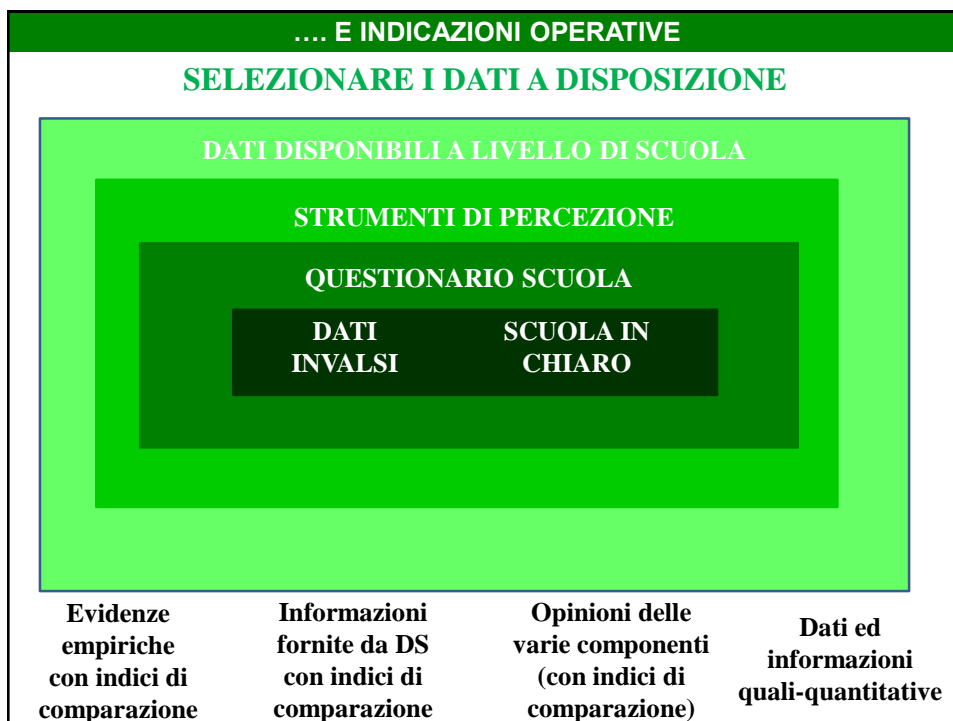 …. E INDICAZIONI OPERATIVE
SELEZIONARE I DATI A DISPOSIZIONE
DATI DISPONIBILI A LIVELLO DI SCUOLA
STRUMENTI DI PERCEZIONE
QUESTIONARIO SCUOLA
DATI
INVALSI
SCUOLA IN
CHIARO
Evidenze
empiriche
con indici di
comparazione
Informazioni
fornite da DS
con indici di
comparazione
Opinioni delle
varie componenti
(con indici di
comparazione)
Dati ed
informazioni
quali-quantitative